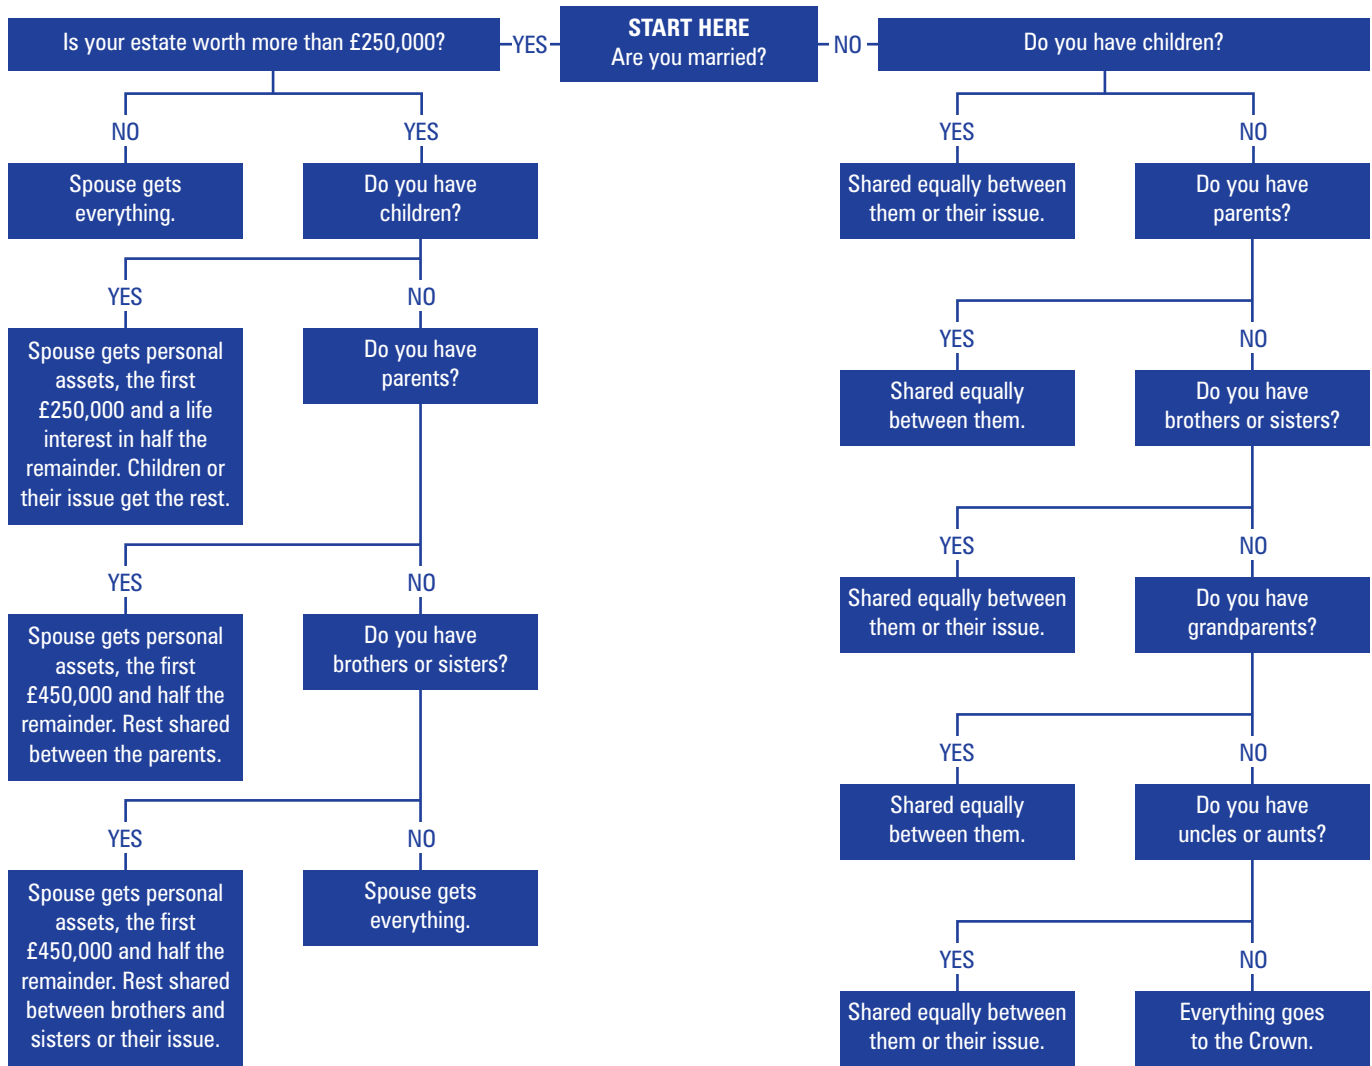 START HERE
Are you married?
YES
Is your estate worth more than £250,000?
NO
Spouse gets
everything.
YES
Do you have
children?
YES
Spouse gets personal
assets, the first
£250,000 and a life
interest in half the
remainder. Children or
their issue get the rest.
NO
Do you have
parents?
YES
Spouse gets personal
assets, the first
£450,000 and half the
remainder. Rest shared
between the parents.
NO
Do you have
brothers or sisters?
YES
Spouse gets personal
assets, the first
£450,000 and half the
remainder. Rest shared
between brothers and
sisters or their issue.
NO
Spouse gets
everything.
NO
Do you have children?
YES
Shared equally between
them or their issue.
NO
Do you have
parents?
YES
Shared equally
between them.
NO
Do you have
brothers or sisters?
YES
Shared equally between
them or their issue.
NO
Do you have
grandparents?
YES
Shared equally
between them.
NO
Do you have
uncles or aunts?
YES
Shared equally between
them or their issue.
NO
Everything goes
to the Crown.